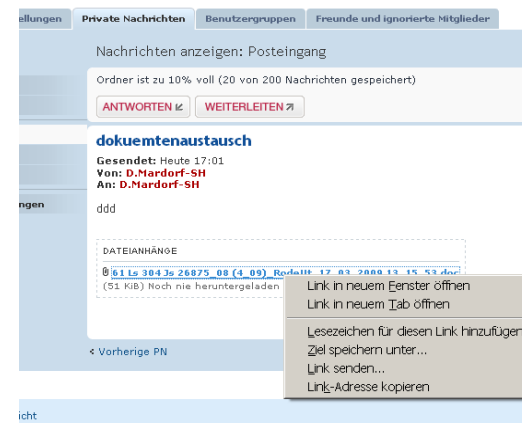 ellungen Private Nachrichten Benutzergruppen Freunde und ignorierte Mitglieder
Nachrichten anzeigen: Posteingang
Ordner ist zu 10% voll (20 von 200 Nachrichten gespeichert)
ANTWORTEN WEITERLEITEN
dokuemtenaustausch
Gesendet: Heute 17:01
Von: D.Mardorf-SH
An: D.Mardorf-SH
ngen
ddd
DATEIANHÄNGE
61 Ls 304 Js 26875_08 (4_09)_RodeUt_17_03_2009 13_15_53.doc
(51 KiB) Noch nie heruntergeladen
Link in neuem Fenster öffnen
Link in neuem Tab öffnen
Lesezeichen für diesen Link hinzufügen
Ziel speichern unter...
Link senden...
Link-Adresse kopieren
Vorherige PN
icht